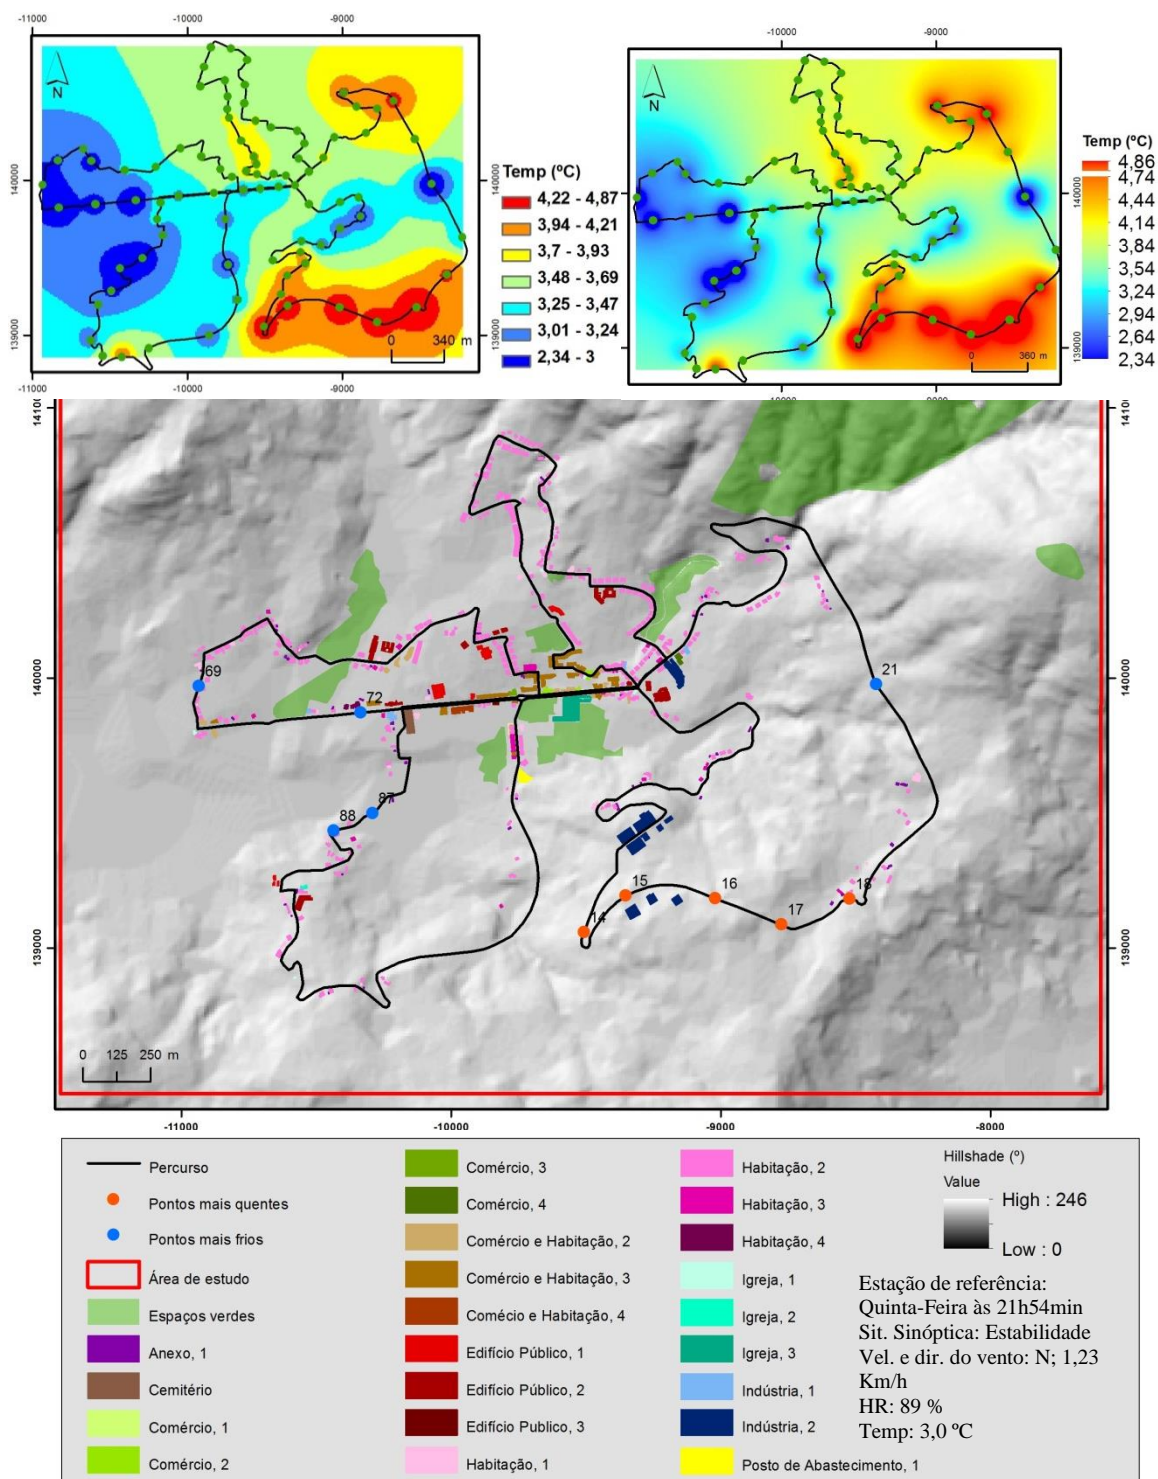 -11000
-10000
-9000
N
140000
139000
140000
139000
0 340 m
-11000
-10000
-9000
Temp (ºC)
4,22 - 4,87
3,94 - 4,21
3,7 - 3,93
3,48 - 3,69
3,25 - 3,47
3,01 - 3,24
2,34 - 3
-10000
-9000
N
140000
139000
0 360 m
-10000
-9000
Temp (ºC)
4,86
4,74
4,44
4,14
3,84
3,54
3,24
2,94
2,64
2,34
69
72
21
87
88
15
16
18
17
14
140000
139000
140000
139000
0 125 250 m
-11000
-10000
-9000
-8000
Percurso
Pontos mais quentes
Pontos mais frios
Área de estudo
Espaços verdes
Anexo, 1
Cemitério
Comércio, 1
Comércio, 2
Comércio, 3
Comércio, 4
Comércio e Habitação, 2
Comércio e Habitação, 3
Comécio e Habitação, 4
Edifício Público, 1
Edifício Público, 2
Edifício Publico, 3
Habitação, 1
Habitação, 2
Habitação, 3
Habitação, 4
Igreja, 1
Igreja, 2
Igreja, 3
Indústria, 1
Indústria, 2
Posto de Abastecimento, 1
Hillshade (º)
Value
High : 246
Low : 0
Estação de referência:
Quinta-Feira às 21h54min
Sit. Sinóptica: Estabilidade
Vel. e dir. do vento: N; 1,23
Km/h
HR: 89 %
Temp: 3,0 ºC